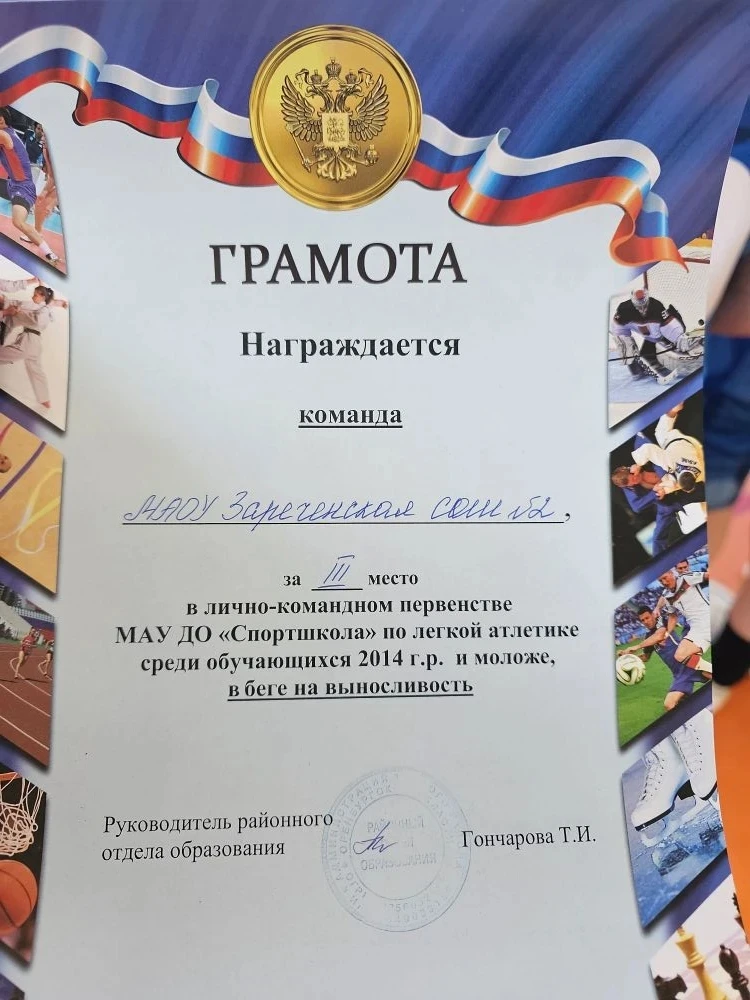 ГРАМОТА
Награждается
команда
МАОУ Зареченская СОШ №2,
за III место
в лично-командном первенстве
МАУ ДО «Спортшкола» по легкой атлетике
среди обучающихся 2014 г.р. и моложе,
в беге на выносливость
Руководитель районного
отдела образования
Гончарова Т.И.
ОБРАЗОВАНИЯ